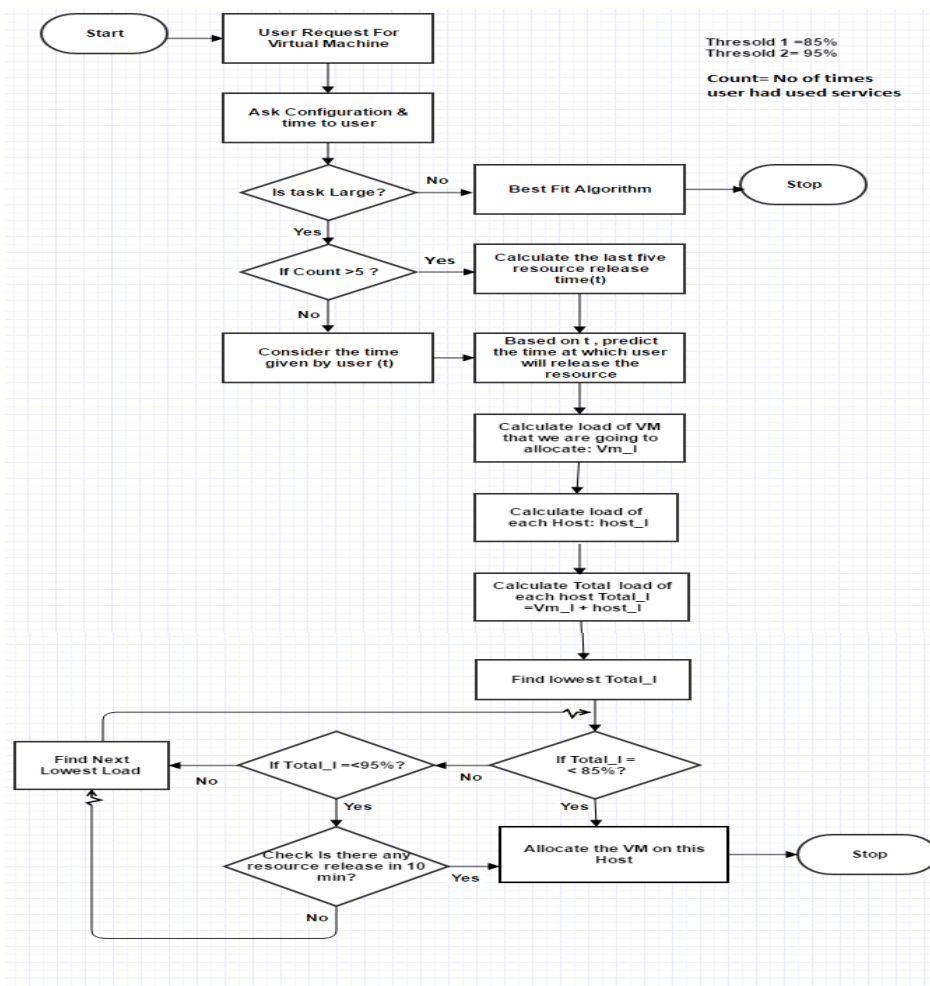 Start
User Request For
Virtual Machine
Thresold 1 =85%
Thresold 2= 95%
Count= No of times
user had used services
Ask Configuration &
time to user
Is task Large?
No
Best Fit Algorithm
Stop
Yes
If Count >5 ?
Yes
Calculate the last five
resource release
time(t)
No
Consider the time
given by user (t)
Based on t , predict
the time at which user
will release the
resource
Calculate load of VM
that we are going to
allocate: Vm_l
Calculate load of
each Host: host_l
Calculate Total load of
each host Total_l
=Vm_l + host_l
Find lowest Total_l
If Total_l =
< 85%?
No
Yes
If Total_l =<95%?
No
Yes
Find Next
Lowest Load
Check Is there any
resource release in 10
min?
Yes
No
Allocate the VM on this
Host
Stop